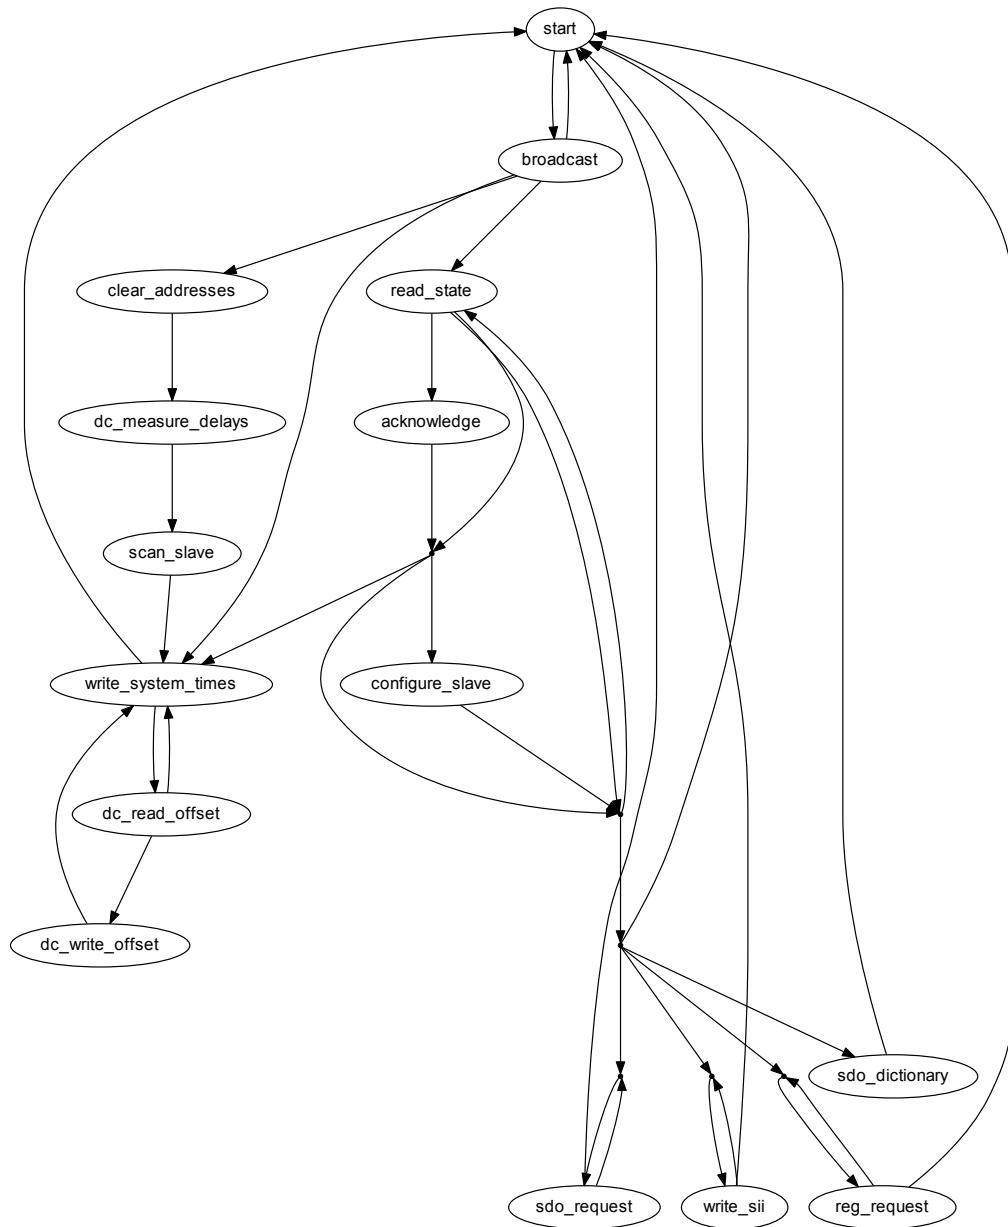 start
broadcast
clear_addresses
read_state
dc_measure_delays
acknowledge
scan_slave
write_system_times
configure_slave
dc_read_offset
dc_write_offset
sdo_dictionary
sdo_request
write_sii
reg_request